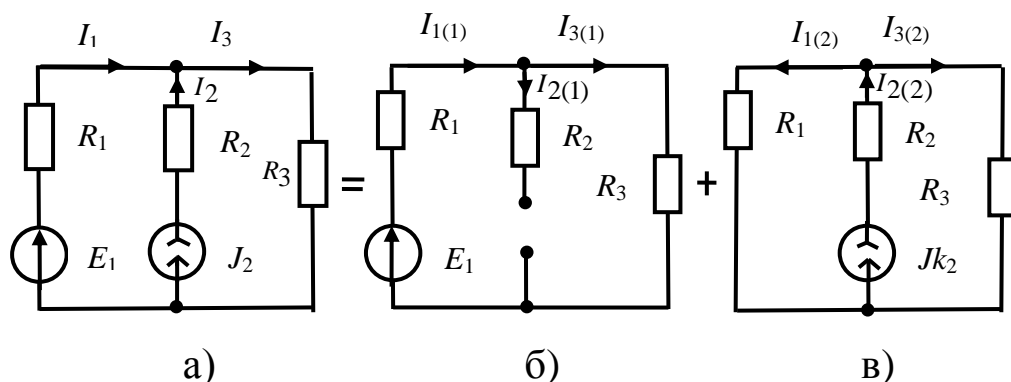 I1 I3
I2
R1 R2
R3
E1 J2
а)
=
I1(1) I3(1)
I2(1)
R1 R2
R3
E1
б)
+
I1(2) I3(2)
I2(2)
R1 R2
R3
Jk2
в)